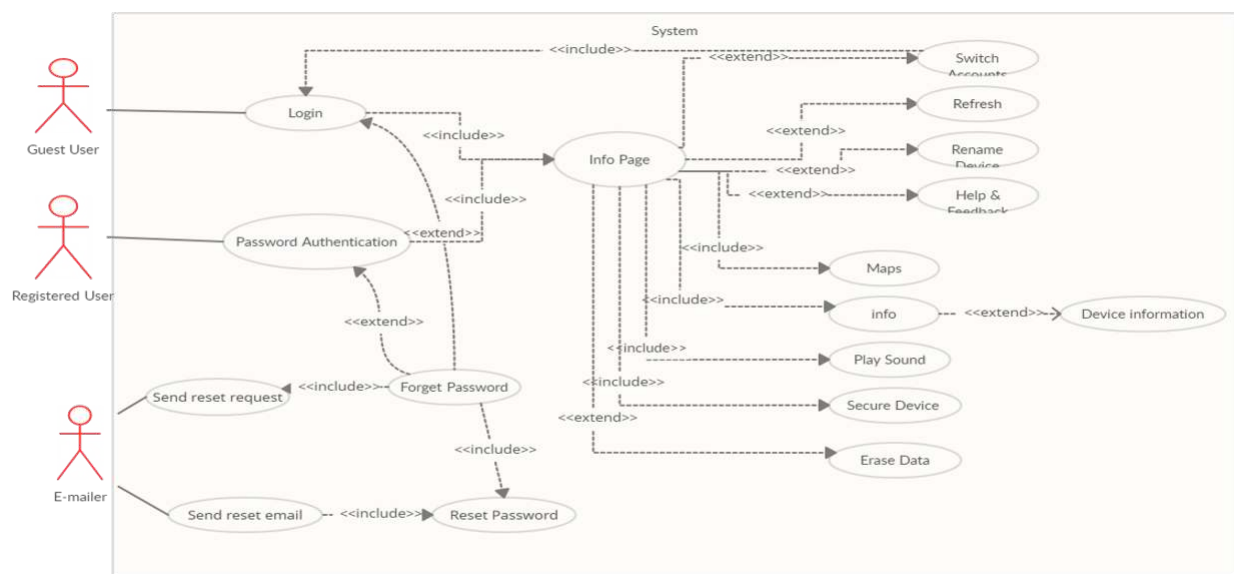 System
<<include>>
Switch
Accounts
<<extend>>
Guest User
Login
Refresh
<<include>>
<<extend>>
Info Page
Rename
Device
<<extend>>
Help &
Feedback
<<extend>>
<<include>>
Registered User
Password Authentication
<<extend>>
<<include>>
Maps
<<include>>
info
<<extend>>
Device information
<<extend>>
<<include>>
Play Sound
<<include>>
Secure Device
<<extend>>
Erase Data
Send reset request
<<include>>
Forget Password
<<include>>
E-mailer
Send reset email
<<include>>
Reset Password